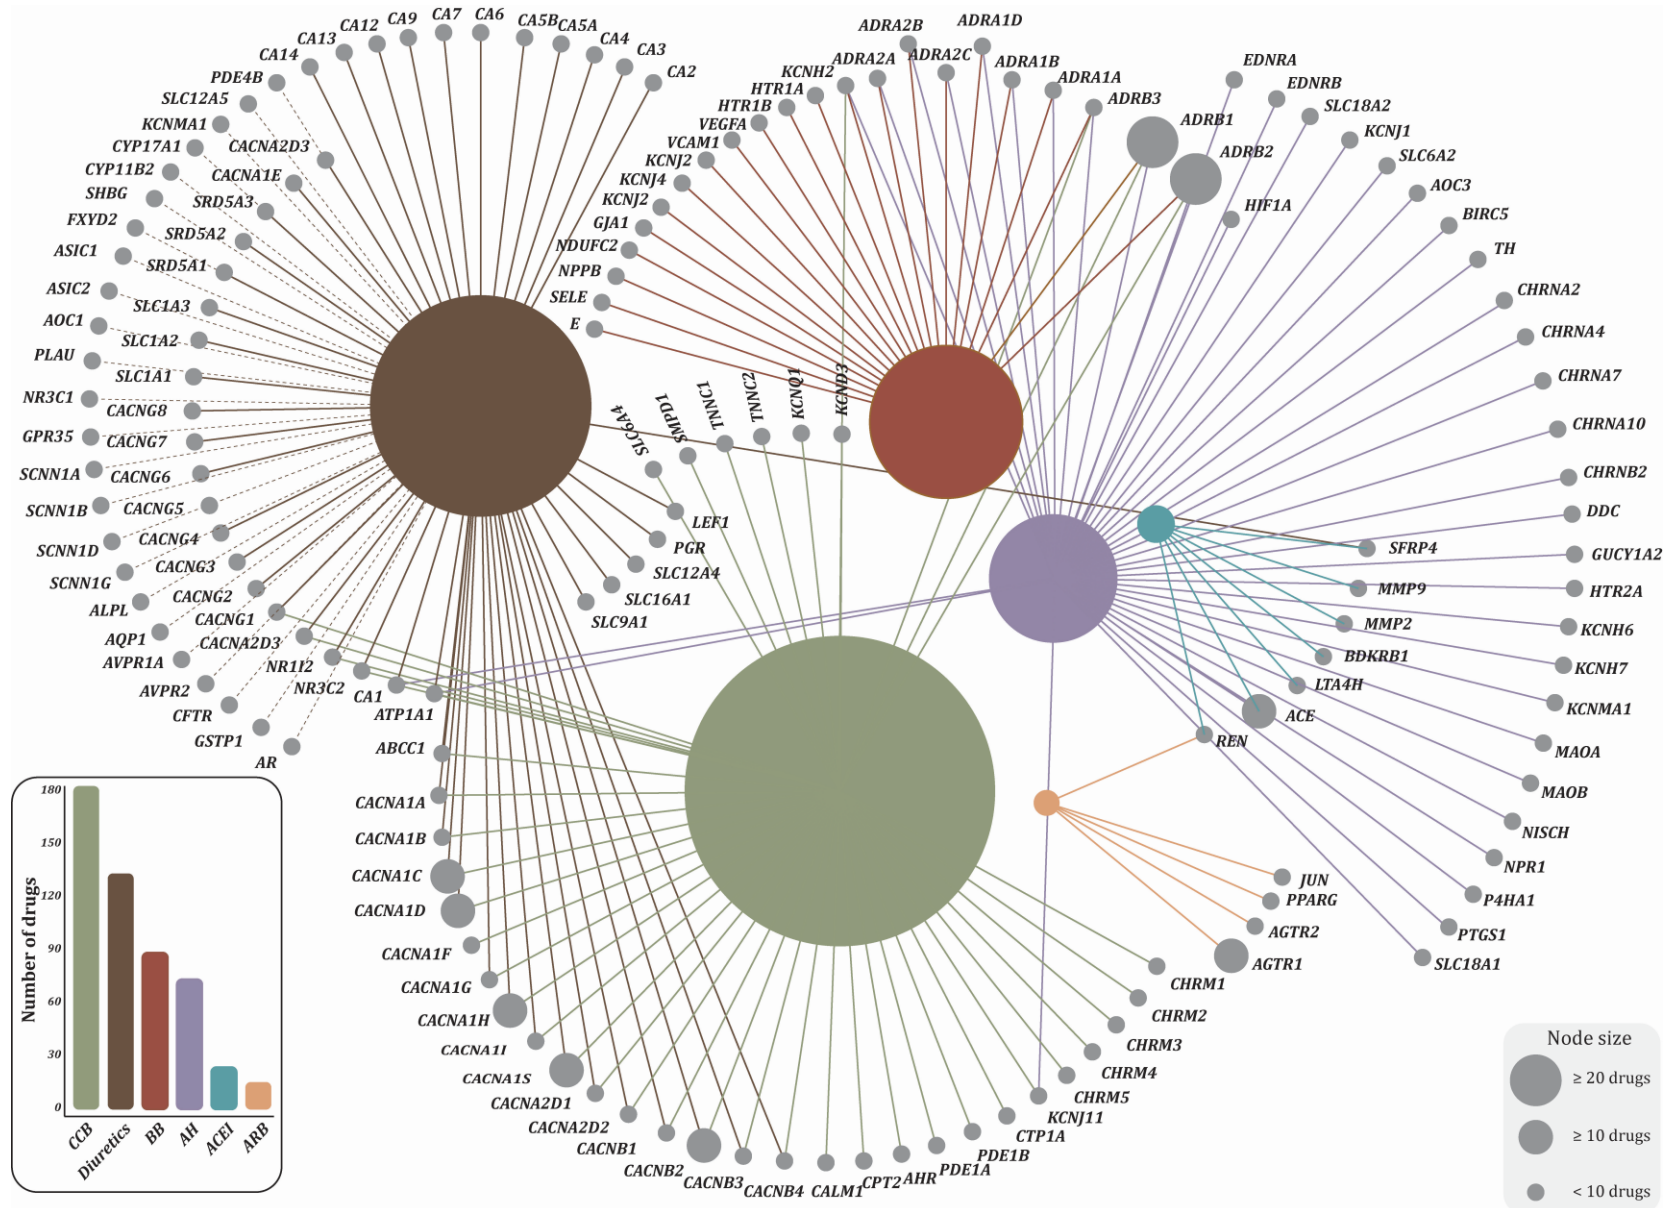 CA14
CA13
CA12
CA9
CA7
CA6
CA5B
CA5A
CA4
CA3
CA2
PDE4B
SLC12A5
KCNMA1
CYP17A1
CYP11B2
SHBG
FXYD2
ASIC1
ASIC2
AOC1
PLAU
NR3C1
GPR35
SCNN1A
SCNN1B
SCNN1D
SCNN1G
ALPL
AQP1
AVPR1A
AVPR2
CFTR
GSTP1
AR
CACNA2D3
CACNA1E
SRD5A3
SRD5A2
SRD5A1
SLC1A3
SLC1A2
SLC1A1
CACNG8
CACNG7
CACNG6
CACNG5
CACNG4
CACNG3
CACNG2
CACNG1
CACNA2D3
NR1I2
NR3C2
CA1
ATP1A1
ABCC1
CACNA1A
CACNA1B
CACNA1C
CACNA1D
CACNA1F
CACNA1G
CACNA1H
CACNA1I
CACNA1S
CACNA2D1
CACNA2D2
CACNB1
CACNB2
CACNB3
CACNB4
CALM1
CPT2
AHR
PDE1A
PDE1B
CTP1A
KCNJ11
CHRM5
CHRM4
CHRM3
CHRM2
CHRM1
LEF1
PGR
SLC12A4
SLC16A1
SLC9A1
SLC6A4
SMPD1
TNNC1
TNNC2
KCNQ1
KCND3
E
SELE
NPPB
NDUFC2
GJA1
KCNJ2
KCNJ4
KCNJ2
VCAM1
VEGFA
HTR1B
HTR1A
KCNH2
ADRA2A
ADRA2B
ADRA2C
ADRA1D
ADRA1B
ADRA1A
ADRB3
ADRB1
ADRB2
HIF1A
EDNRA
EDNRB
SLC18A2
KCNJ1
SLC6A2
AOC3
BIRC5
TH
CHRNA2
CHRNA4
CHRNA7
CHRNA10
CHRNB2
DDC
GUCY1A2
HTR2A
KCNH6
KCNH7
KCNMA1
MAOA
MAOB
NISCH
NPR1
P4HA1
PTGS1
SLC18A1
SFRP4
MMP9
MMP2
BDKRB1
LTA4H
ACE
REN
JUN
PPARG
AGTR2
AGTR1
Number of drugs
180
150
120
90
60
30
0
CCB
Diuretics
BB
AH
ACEI
ARB
Node size
≥ 20 drugs
≥ 10 drugs
< 10 drugs